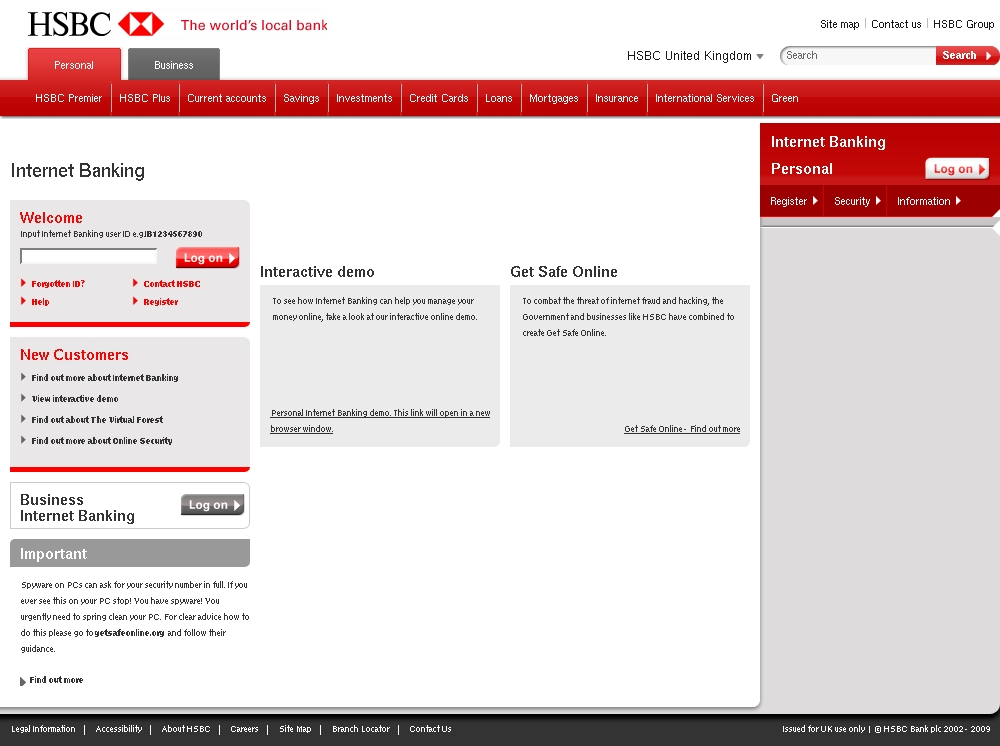 HSBC The world's local bank
Site map Contact us HSBC Group
Personal Business
HSBC United Kingdom Search Search
HSBC Premier HSBC Plus Current accounts Savings Investments Credit Cards Loans Mortgages Insurance International Services Green
Internet Banking
Personal Log on
Register Security Information
Internet Banking
Welcome
Input Internet Banking user ID e.g.IB1234567890
Log on
Forgotten ID? Contact HSBC
Help Register
New Customers
Find out more about Internet Banking
View interactive demo
Find out about The Virtual Forest
Find out more about Online Security
Business
Internet Banking
Log on
Important
Spyware on PCs can ask for your security number in full. If you
ever see this on your PC stop! You have spyware! You
urgently need to spring clean your PC. For clear advice how to
do this please go to getsafeonline.org and follow their
guidance.
Find out more
Interactive demo
To see how Internet Banking can help you manage your
money online, take a look at our interactive online demo.
Personal Internet Banking demo. This link will open in a new
browser window.
Get Safe Online
To combat the threat of internet fraud and hacking, the
Government and businesses like HSBC have combined to
create Get Safe Online.
Get Safe Online - Find out more
Legal Information | Accessibility | About HSBC | Careers | Site Map | Branch Locator | Contact Us
Issued for UK use only | © HSBC Bank plc 2002 - 2009